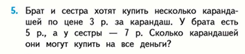 5. Брат и сестра хотят купить несколько каранда-
шей по цене 3 р. за карандаш. У брата есть
5 р., а у сестры — 7 р. Сколько карандашей
они могут купить на все деньги?